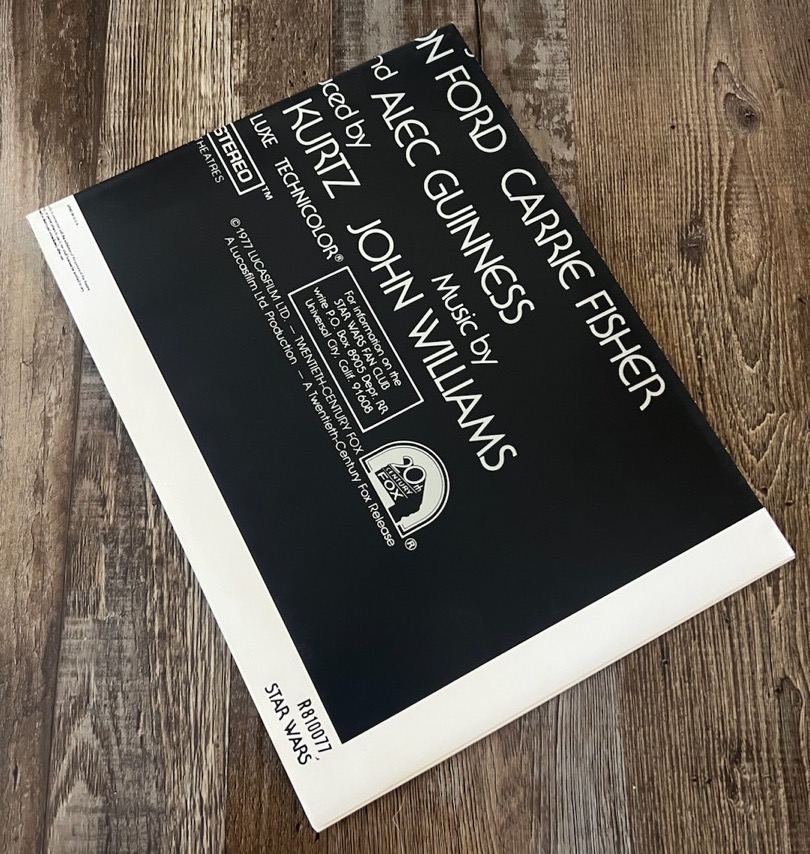 N FORD CARRIE FISHER
nd ALEC GUINNESS
uced by Music by
KURTZ JOHN WILLIAMS
LUXE TECHNICOLOR®
STEREO ™
HEATRES
For information on the
STAR WARS FAN CLUB
write P.O. Box 8905 Dept. RR
Universal City, Calif. 91608
© 1977 LUCASFILM LTD. — TWENTIETH-CENTURY FOX
A Lucasfilm Ltd. Production — A Twentieth-Century Fox Release
20th
CENTURY
FOX
®
R810077,
STAR WARS